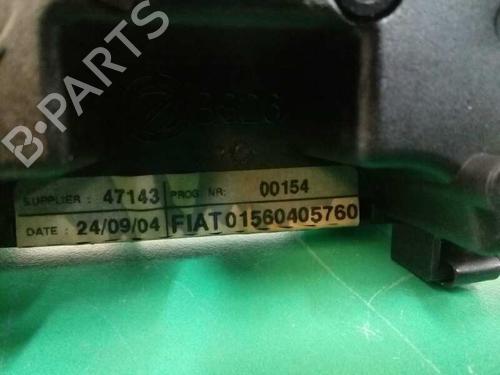 B-PARTS
SUPPLIER : 47143 PROG. NR: 00154
DATE : 24/09/04 FIAT 01560405760